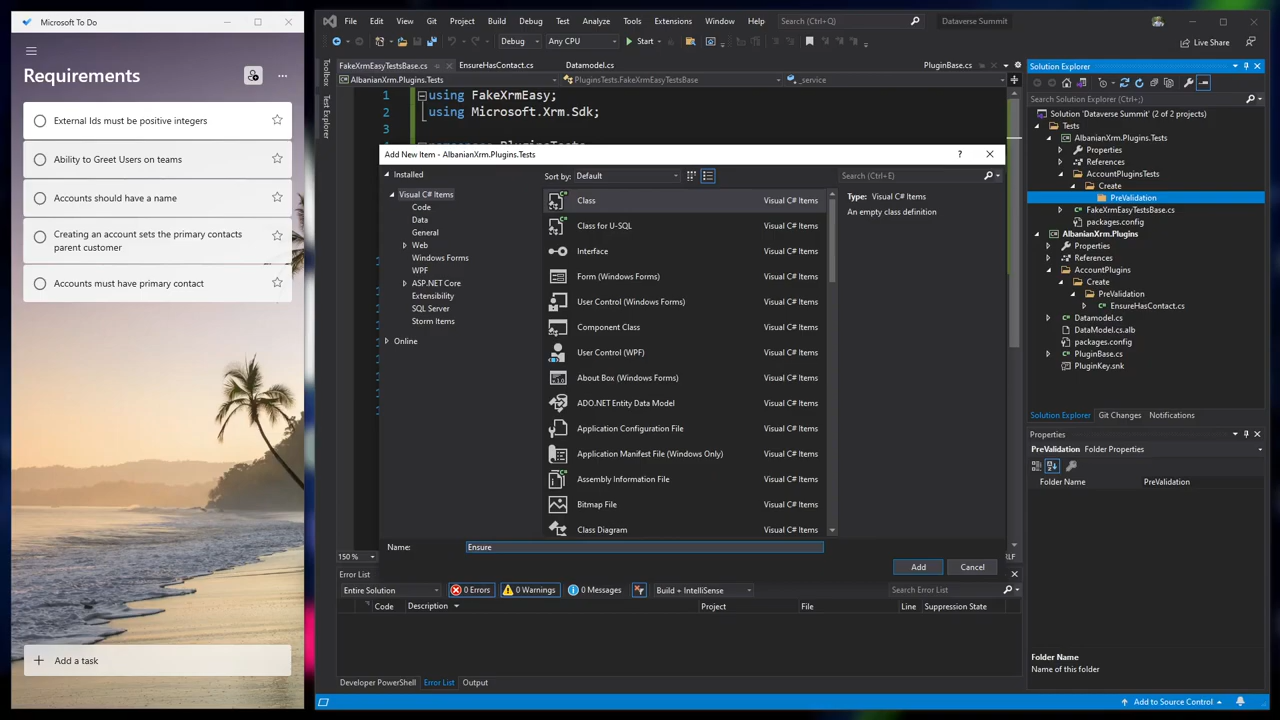 Microsoft To Do
Requirements
External Ids must be positive integers
Ability to Greet Users on teams
Accounts should have a name
Creating an account sets the primary contacts
parent customer
Accounts must have primary contact
Add a task
File Edit View Git Project Build Debug Test Analyze Tools Extensions Window Help Search (Ctrl+Q) Dataverse Summit
Debug Any CPU Start Live Share
Toolbox
Test Explorer
FakeXrmEasyTestsBase.cs EnsureHasContact.cs Datamodel.cs PluginBase.cs
AlbanianXrm.Plugins.Tests PluginsTests.FakeXrmEasyTestsBase _service
1 using FakeXrmEasy;
2 using Microsoft.Xrm.Sdk;
3
Add New Item - AlbanianXrm.Plugins.Tests
Installed
Sort by: Default
Search (Ctrl+E)
Visual C# Items
Code
Data
General
Web
Windows Forms
WPF
ASP.NET Core
Extensibility
SQL Server
Storm Items
Online
Class Visual C# Items
Class for U-SQL Visual C# Items
Interface Visual C# Items
Form (Windows Forms) Visual C# Items
User Control (Windows Forms) Visual C# Items
Component Class Visual C# Items
User Control (WPF) Visual C# Items
About Box (Windows Forms) Visual C# Items
ADO.NET Entity Data Model Visual C# Items
Application Configuration File Visual C# Items
Application Manifest File (Windows Only) Visual C# Items
Assembly Information File Visual C# Items
Bitmap File Visual C# Items
Class Diagram Visual C# Items
Type: Visual C# Items
An empty class definition
Name: Ensure
Add Cancel
150 %
Error List
Entire Solution 0 Errors 0 Warnings 0 Messages Build + IntelliSense Search Error List
Code Description Project File Line Suppression State
Developer PowerShell Error List Output
Solution Explorer
Search Solution Explorer (Ctrl+;)
Solution 'Dataverse Summit' (2 of 2 projects)
Tests
AlbanianXrm.Plugins.Tests
Properties
References
AccountPluginsTests
Create
PreValidation
FakeXrmEasyTestsBase.cs
packages.config
AlbanianXrm.Plugins
Properties
References
AccountPlugins
Create
PreValidation
EnsureHasContact.cs
Datamodel.cs
DataModel.cs.alb
packages.config
PluginBase.cs
PluginKey.snk
Solution Explorer Git Changes Notifications
Properties
PreValidation Folder Properties
Folder Name PreValidation
Folder Name
Name of this folder
Add to Source Control